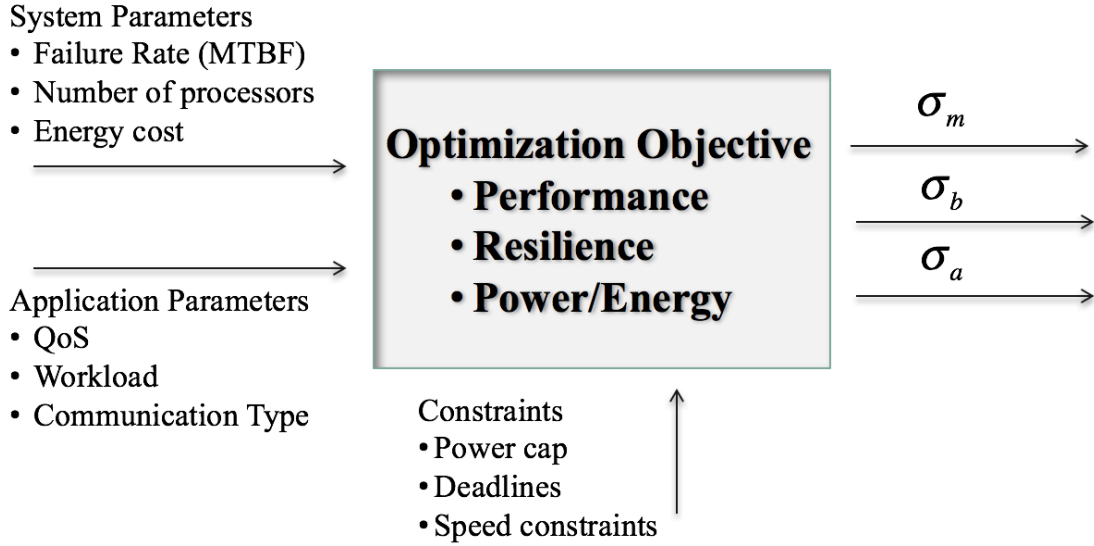 System Parameters
• Failure Rate (MTBF)
• Number of processors
• Energy cost
Application Parameters
• QoS
• Workload
• Communication Type
Optimization Objective
• Performance
• Resilience
• Power/Energy
Constraints
• Power cap
• Deadlines
• Speed constraints
σₘ
σ_b
σₐ